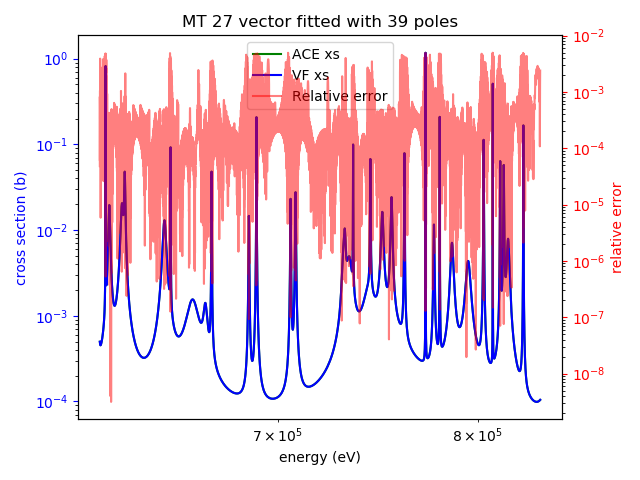 MT 27 vector fitted with 39 poles
ACE xs
VF xs
Relative error
10⁰
10⁻¹
10⁻²
10⁻³
10⁻⁴
cross section (b)
10⁻²
10⁻³
10⁻⁴
10⁻⁵
10⁻⁶
10⁻⁷
10⁻⁸
relative error
7 × 10⁵ 8 × 10⁵
energy (eV)